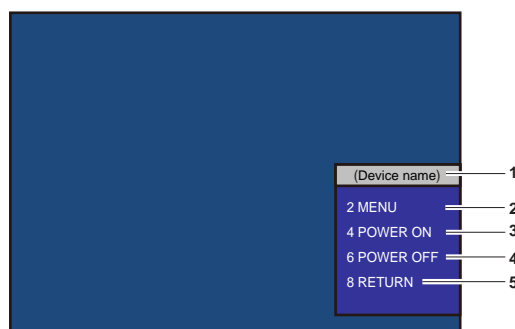 (Device name) 1
2 MENU 2
4 POWER ON 3
6 POWER OFF 4
8 RETURN 5